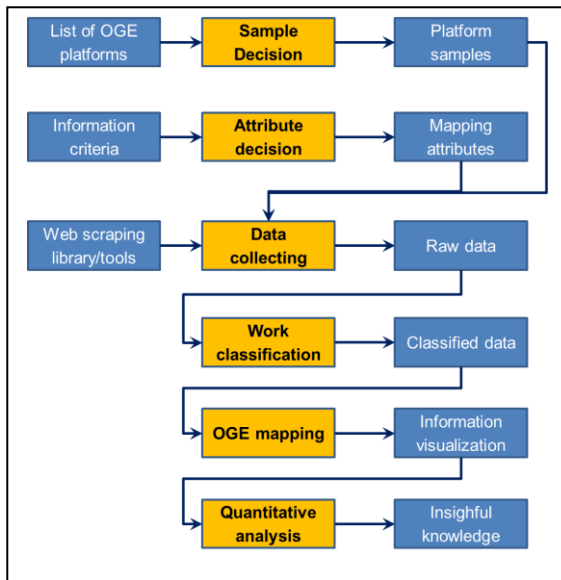 List of OGE
platforms
Sample
Decision
Platform
samples
Information
criteria
Attribute
decision
Mapping
attributes
Web scraping
library/tools
Data
collecting
Raw data
Work
classification
Classified data
OGE mapping
Information
visualization
Quantitative
analysis
Insighful
knowledge